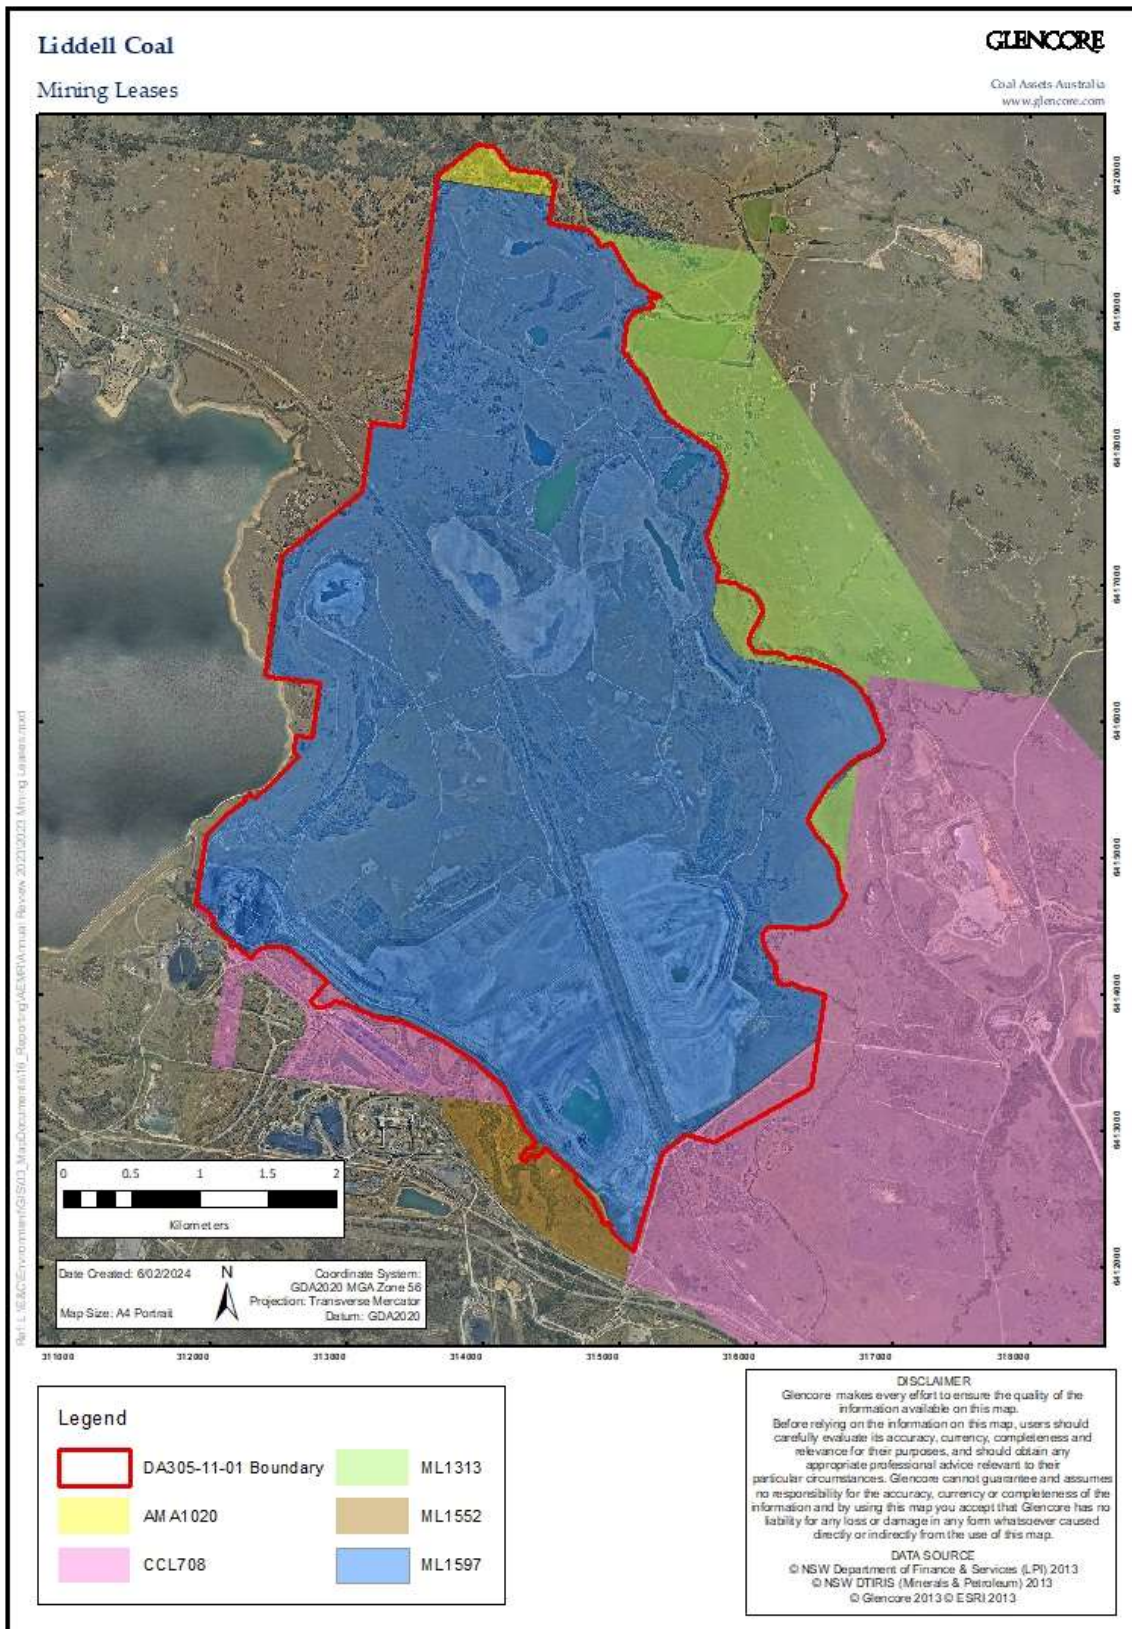 Liddell Coal
GLENCORE
Mining Leases
Coal Assets Australia
www.glencore.com
6420000
6419000
6418000
6417000
6416000
6415000
6414000
6413000
6412000
0 0.5 1 1.5 2
Kilometers
Date Created: 6/02/2024
Map Size: A4 Portrait
N
Coordinate System:
GDA2020 MGA Zone 56
Projection: Transverse Mercator
Datum: GDA2020
311000 312000 313000 314000 315000 316000 317000 318000
Legend
DA305-11-01 Boundary
AMA1020
CCL708
ML1313
ML1552
ML1597
DISCLAIMER
Glencore makes every effort to ensure the quality of the
information available on this map.
Before relying on the information on this map, users should
carefully evaluate its accuracy, currency, completeness and
relevance for their purposes, and should obtain any
appropriate professional advice relevant to their
particular circumstances. Glencore cannot guarantee and assumes
no responsibility for the accuracy, currency or completeness of the
information and by using this map you accept that Glencore has no
liability for any loss or damage in any form whatsoever caused
directly or indirectly from the use of this map.
DATA SOURCE
© NSW Department of Finance & Services (LPI) 2013
© NSW DTIRIS (Minerals & Petroleum) 2013
© Glencore 2013 © ESRI 2013